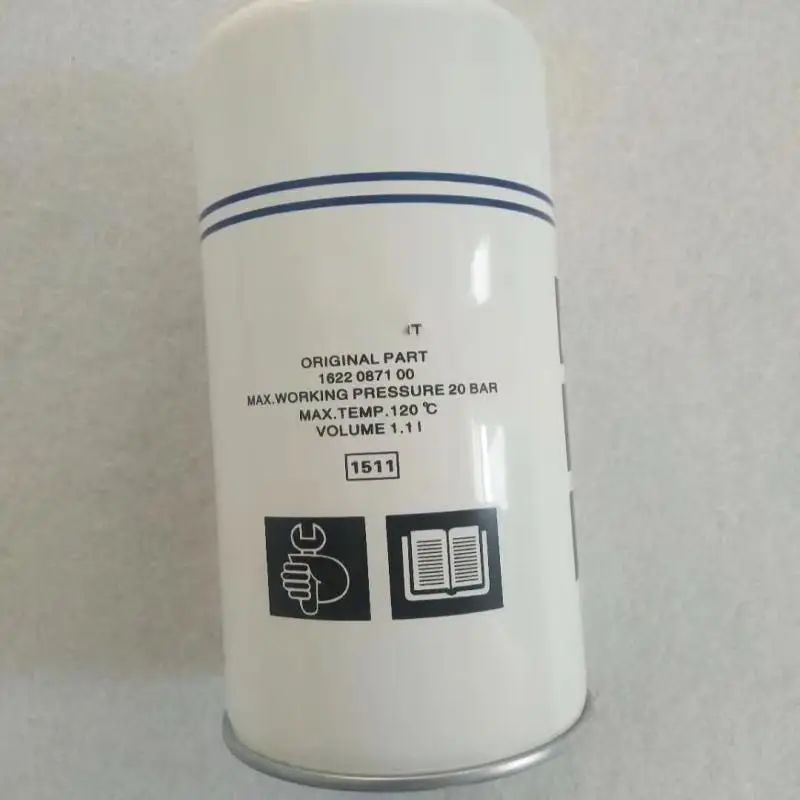 ORIGINAL PART
1622 0871 00
MAX.WORKING PRESSURE 20 BAR
MAX.TEMP.120 ℃
VOLUME 1.1 l
1511